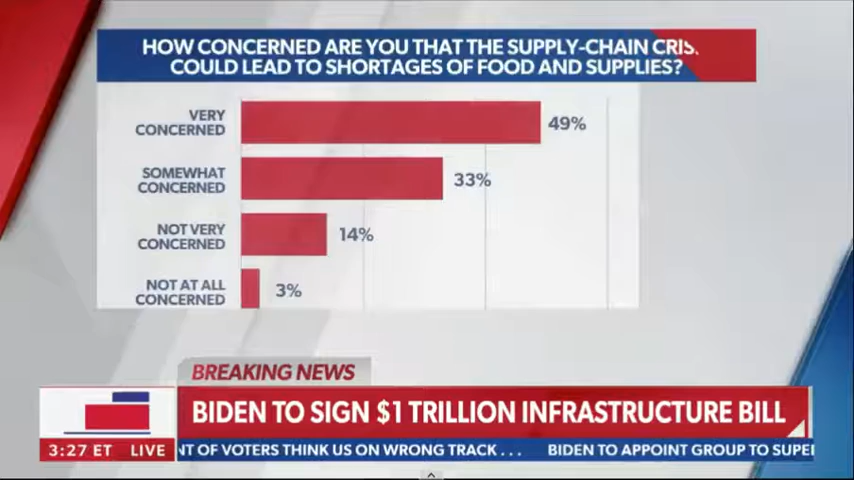 HOW CONCERNED ARE YOU THAT THE SUPPLY-CHAIN
COULD LEAD TO SHORTAGES OF FOOD AND SUPPLIES?
VERY
CONCERNED
49%
SOMEWHAT
CONCERNED
33%
NOT VERY
CONCERNED
14%
NOT AT ALL
CONCERNED
3%
BREAKING NEWS
BIDEN TO SIGN $1 TRILLION INFRASTRUCTURE BILL
3:27 ET LIVE
NT OF VOTERS THINK US ON WRONG TRACK . . . BIDEN TO APPOINT GROUP TO SUPE